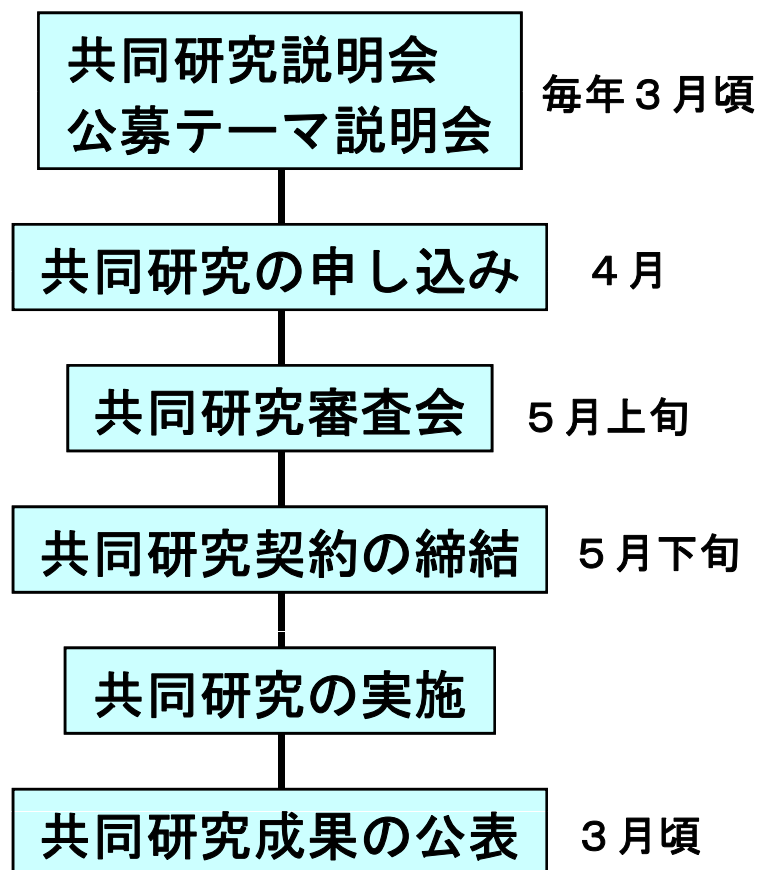 共同研究説明会
公募テーマ説明会
毎年３月頃
共同研究の申し込み
４月
共同研究審査会
５月上旬
共同研究契約の締結
５月下旬
共同研究の実施
共同研究成果の公表
３月頃